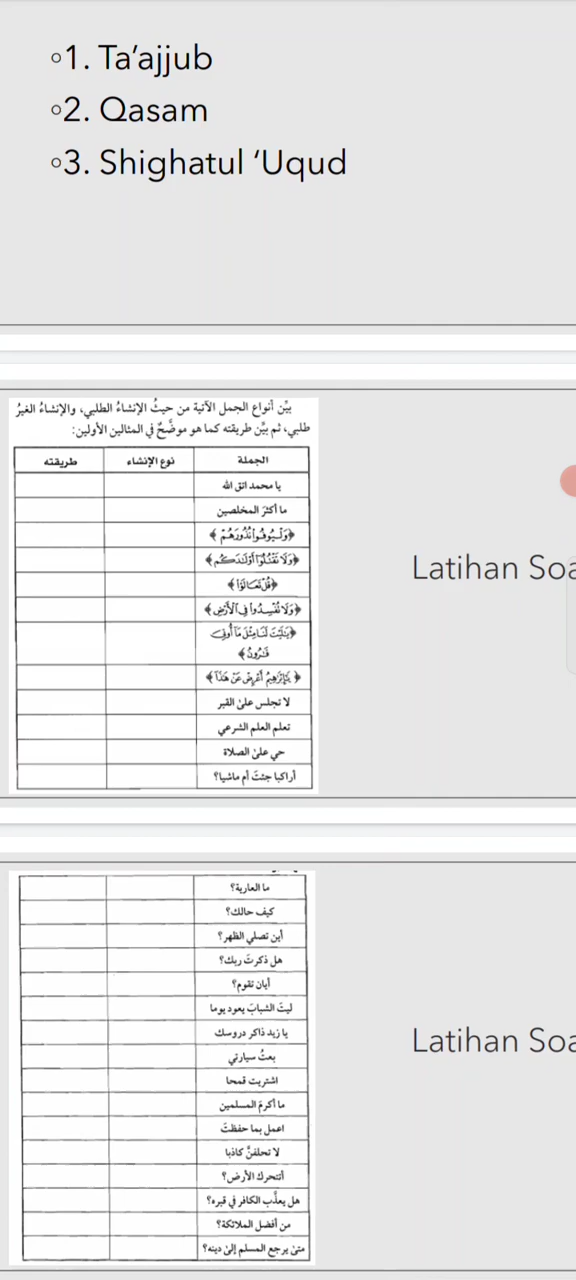 1. Ta’ajjub
2. Qasam
3. Shighatul ‘Uqud
بيِّن أنواع الجمل الآتية من حيثُ الإنشاءُ الطلبي، والإنشاءُ الغيرُ
طلبي، ثم بيِّن طريقته كما هو موضَّحٌ في المثالين الأولين:
الجملة نوع الإنشاء طريقته
يا محمد اتق الله
ما أكثرَ المخلصين
﴿وَلْيُوفُوا نُذُورَهُمْ﴾
﴿وَلَا تَقْتُلُوٓا أَوْلَٰدَكُم﴾
﴿قُلْ تَعَالَوْا﴾
﴿وَلَا تُفْسِدُوا فِي ٱلْأَرْضِ﴾
﴿يَٰلَيْتَ لَنَا مِثْلَ مَآ أُوتِىَ
قَٰرُونُ﴾
﴿يَٰٓإِبْرَٰهِيمُ أَعْرِضْ عَنْ هَٰذَآ﴾
لا تجلس علىٰ القبر
تعلم العلم الشرعي
حي علىٰ الصلاة
أراكبا جئتَ أم ماشيا؟
Latihan Soa
ما العارية؟
كيف حالك؟
أين تصلي الظهر؟
هل ذكرتَ ربك؟
أيان تقوم؟
ليتَ الشبابَ يعود يوما
يا زيد ذاكر دروسك
بعتُ سيارتي
اشتريت قمحا
ما أكرمَ المسلمين
اعمل بما حفظتَ
لا تحلفنَّ كاذبا
أتتحرك الأرض؟
هل يعذَّب الكافر في قبره؟
من أفضل الملائكة؟
متىٰ يرجع المسلم إلىٰ دينه؟
Latihan Soa